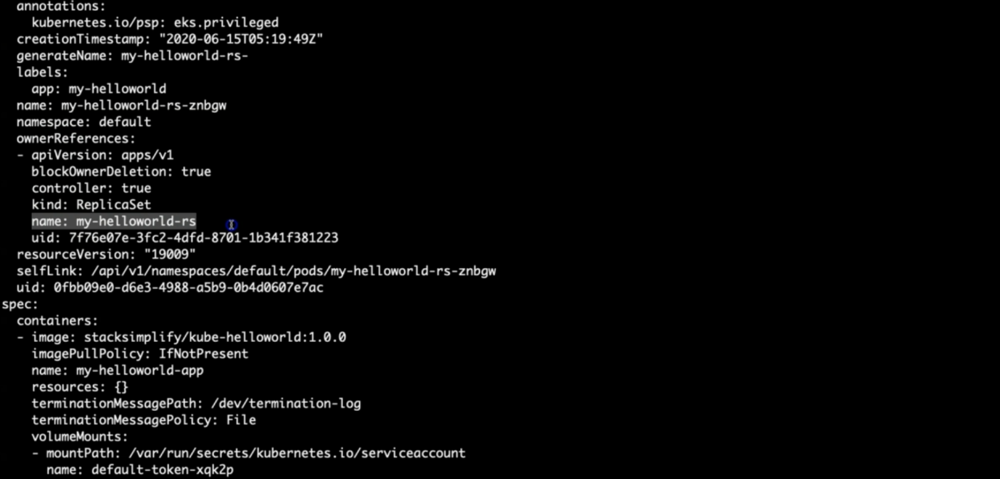 annotations:
kubernetes.io/psp: eks.privileged
creationTimestamp: "2020-06-15T05:19:49Z"
generateName: my-helloworld-rs-
labels:
app: my-helloworld
name: my-helloworld-rs-znbgw
namespace: default
ownerReferences:
- apiVersion: apps/v1
blockOwnerDeletion: true
controller: true
kind: ReplicaSet
name: my-helloworld-rs
uid: 7f76e07e-3fc2-4dfd-8701-1b341f381223
resourceVersion: "19009"
selfLink: /api/v1/namespaces/default/pods/my-helloworld-rs-znbgw
uid: 0fbb09e0-d6e3-4988-a5b9-0b4d0607e7ac
spec:
containers:
- image: stacksimplify/kube-helloworld:1.0.0
imagePullPolicy: IfNotPresent
name: my-helloworld-app
resources: {}
terminationMessagePath: /dev/termination-log
terminationMessagePolicy: File
volumeMounts:
- mountPath: /var/run/secrets/kubernetes.io/serviceaccount
name: default-token-xqk2p